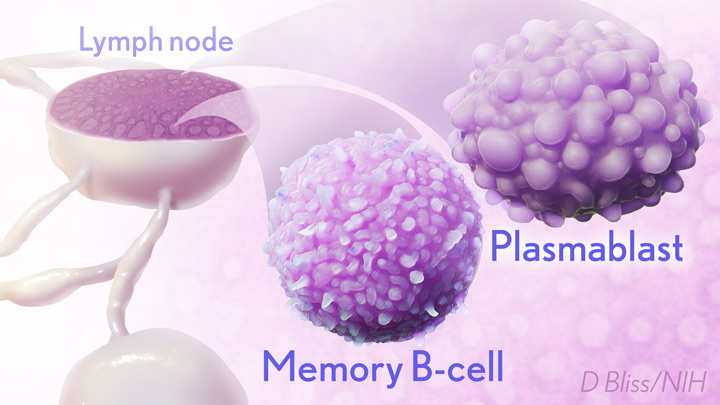 Lymph node
Plasmablast
Memory B-cell
D Bliss/NIH